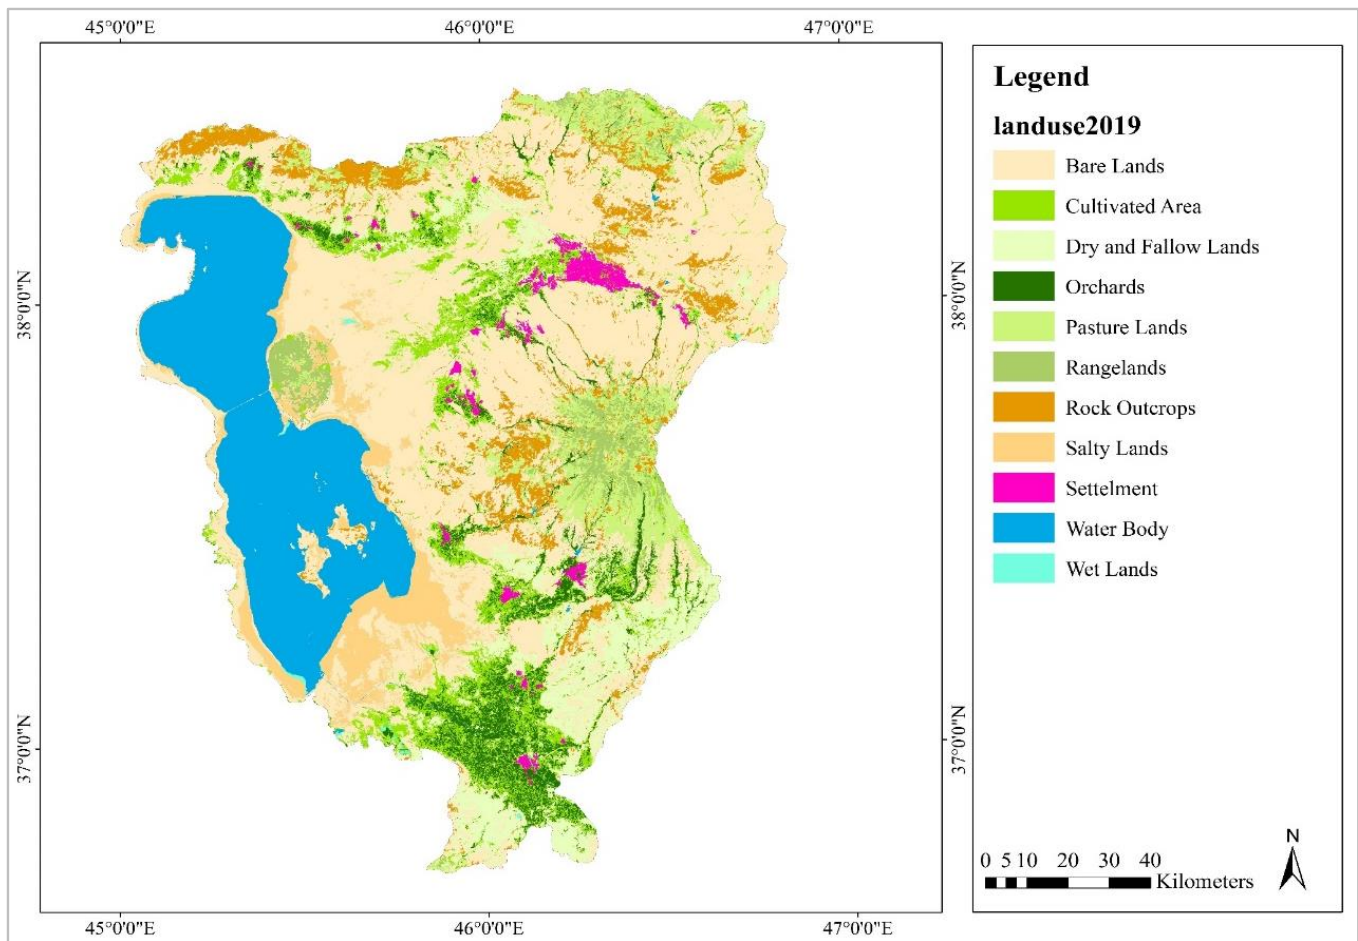 45°0'0"E 46°0'0"E 47°0'0"E
38°0'0"N
37°0'0"N
38°0'0"N
37°0'0"N
45°0'0"E 46°0'0"E 47°0'0"E
Legend
landuse2019
Bare Lands
Cultivated Area
Dry and Fallow Lands
Orchards
Pasture Lands
Rangelands
Rock Outcrops
Salty Lands
Settelment
Water Body
Wet Lands
0 5 10 20 30 40
Kilometers
N